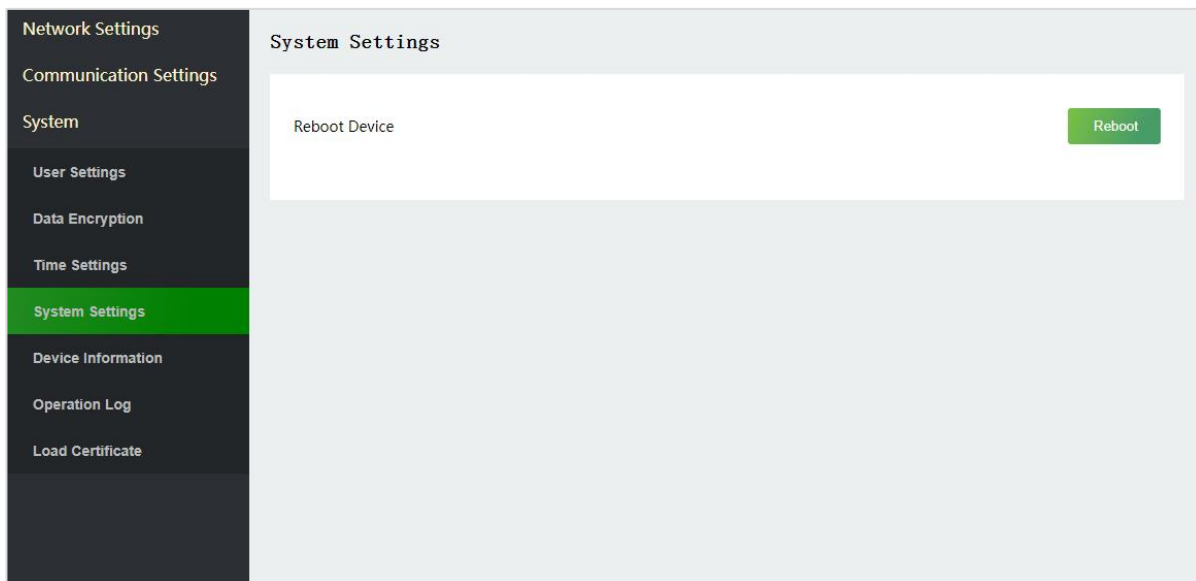 Network Settings
Communication Settings
System
User Settings
Data Encryption
Time Settings
System Settings
Device Information
Operation Log
Load Certificate
System Settings
Reboot Device
Reboot